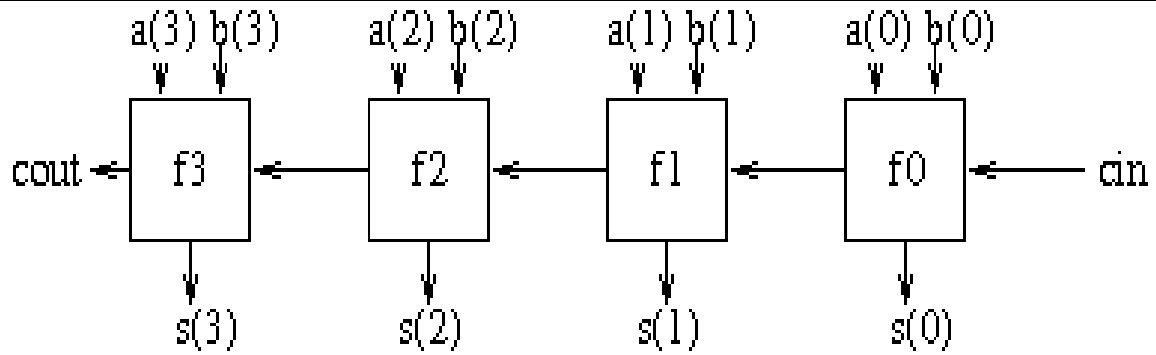 a(3) b(3) a(2) b(2) a(1) b(1) a(0) b(0)
cout f3 f2 f1 f0 cin
s(3) s(2) s(1) s(0)